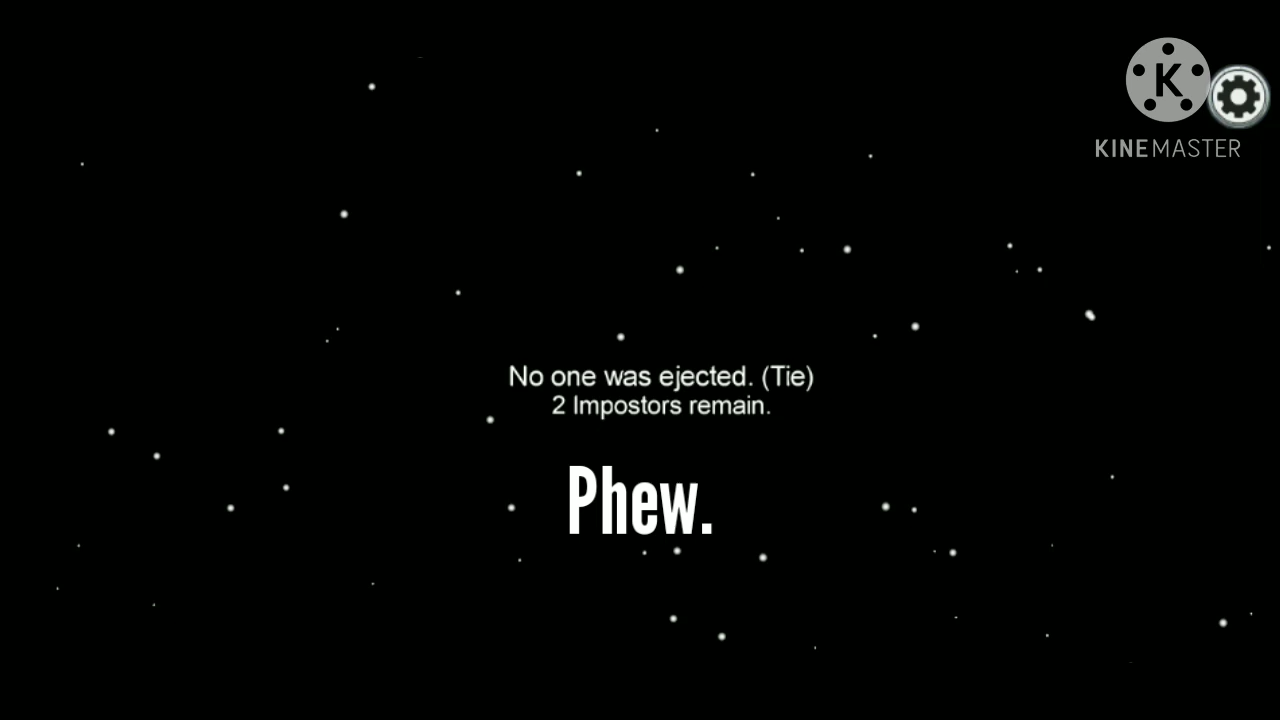 KINEMASTER
No one was ejected. (Tie)
2 Impostors remain.
Phew.